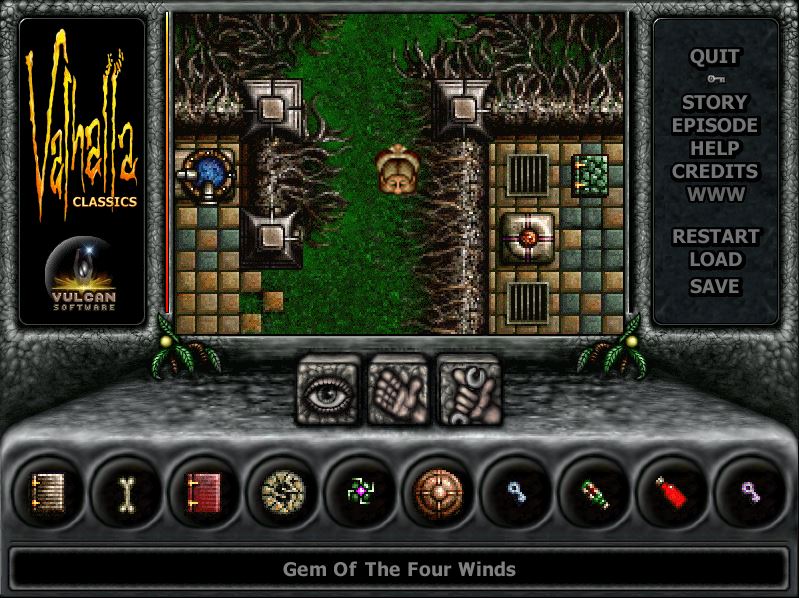 Valhalla
CLASSICS
VULCAN
SOFTWARE
QUIT
STORY
EPISODE
HELP
CREDITS
WWW
RESTART
LOAD
SAVE
Gem Of The Four Winds